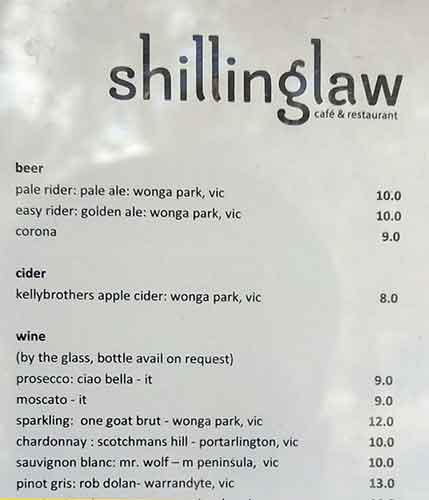 shillinglaw
café & restaurant
beer
pale rider: pale ale: wonga park, vic 10.0
easy rider: golden ale: wonga park, vic 10.0
corona 9.0
cider
kellybrothers apple cider: wonga park, vic 8.0
wine
(by the glass, bottle avail on request)
prosecco: ciao bella - it 9.0
moscato - it 9.0
sparkling: one goat brut - wonga park, vic 12.0
chardonnay : scotchmans hill - portarlington, vic 10.0
sauvignon blanc: mr. wolf – m peninsula, vic 10.0
pinot gris: rob dolan- warrandyte, vic 13.0